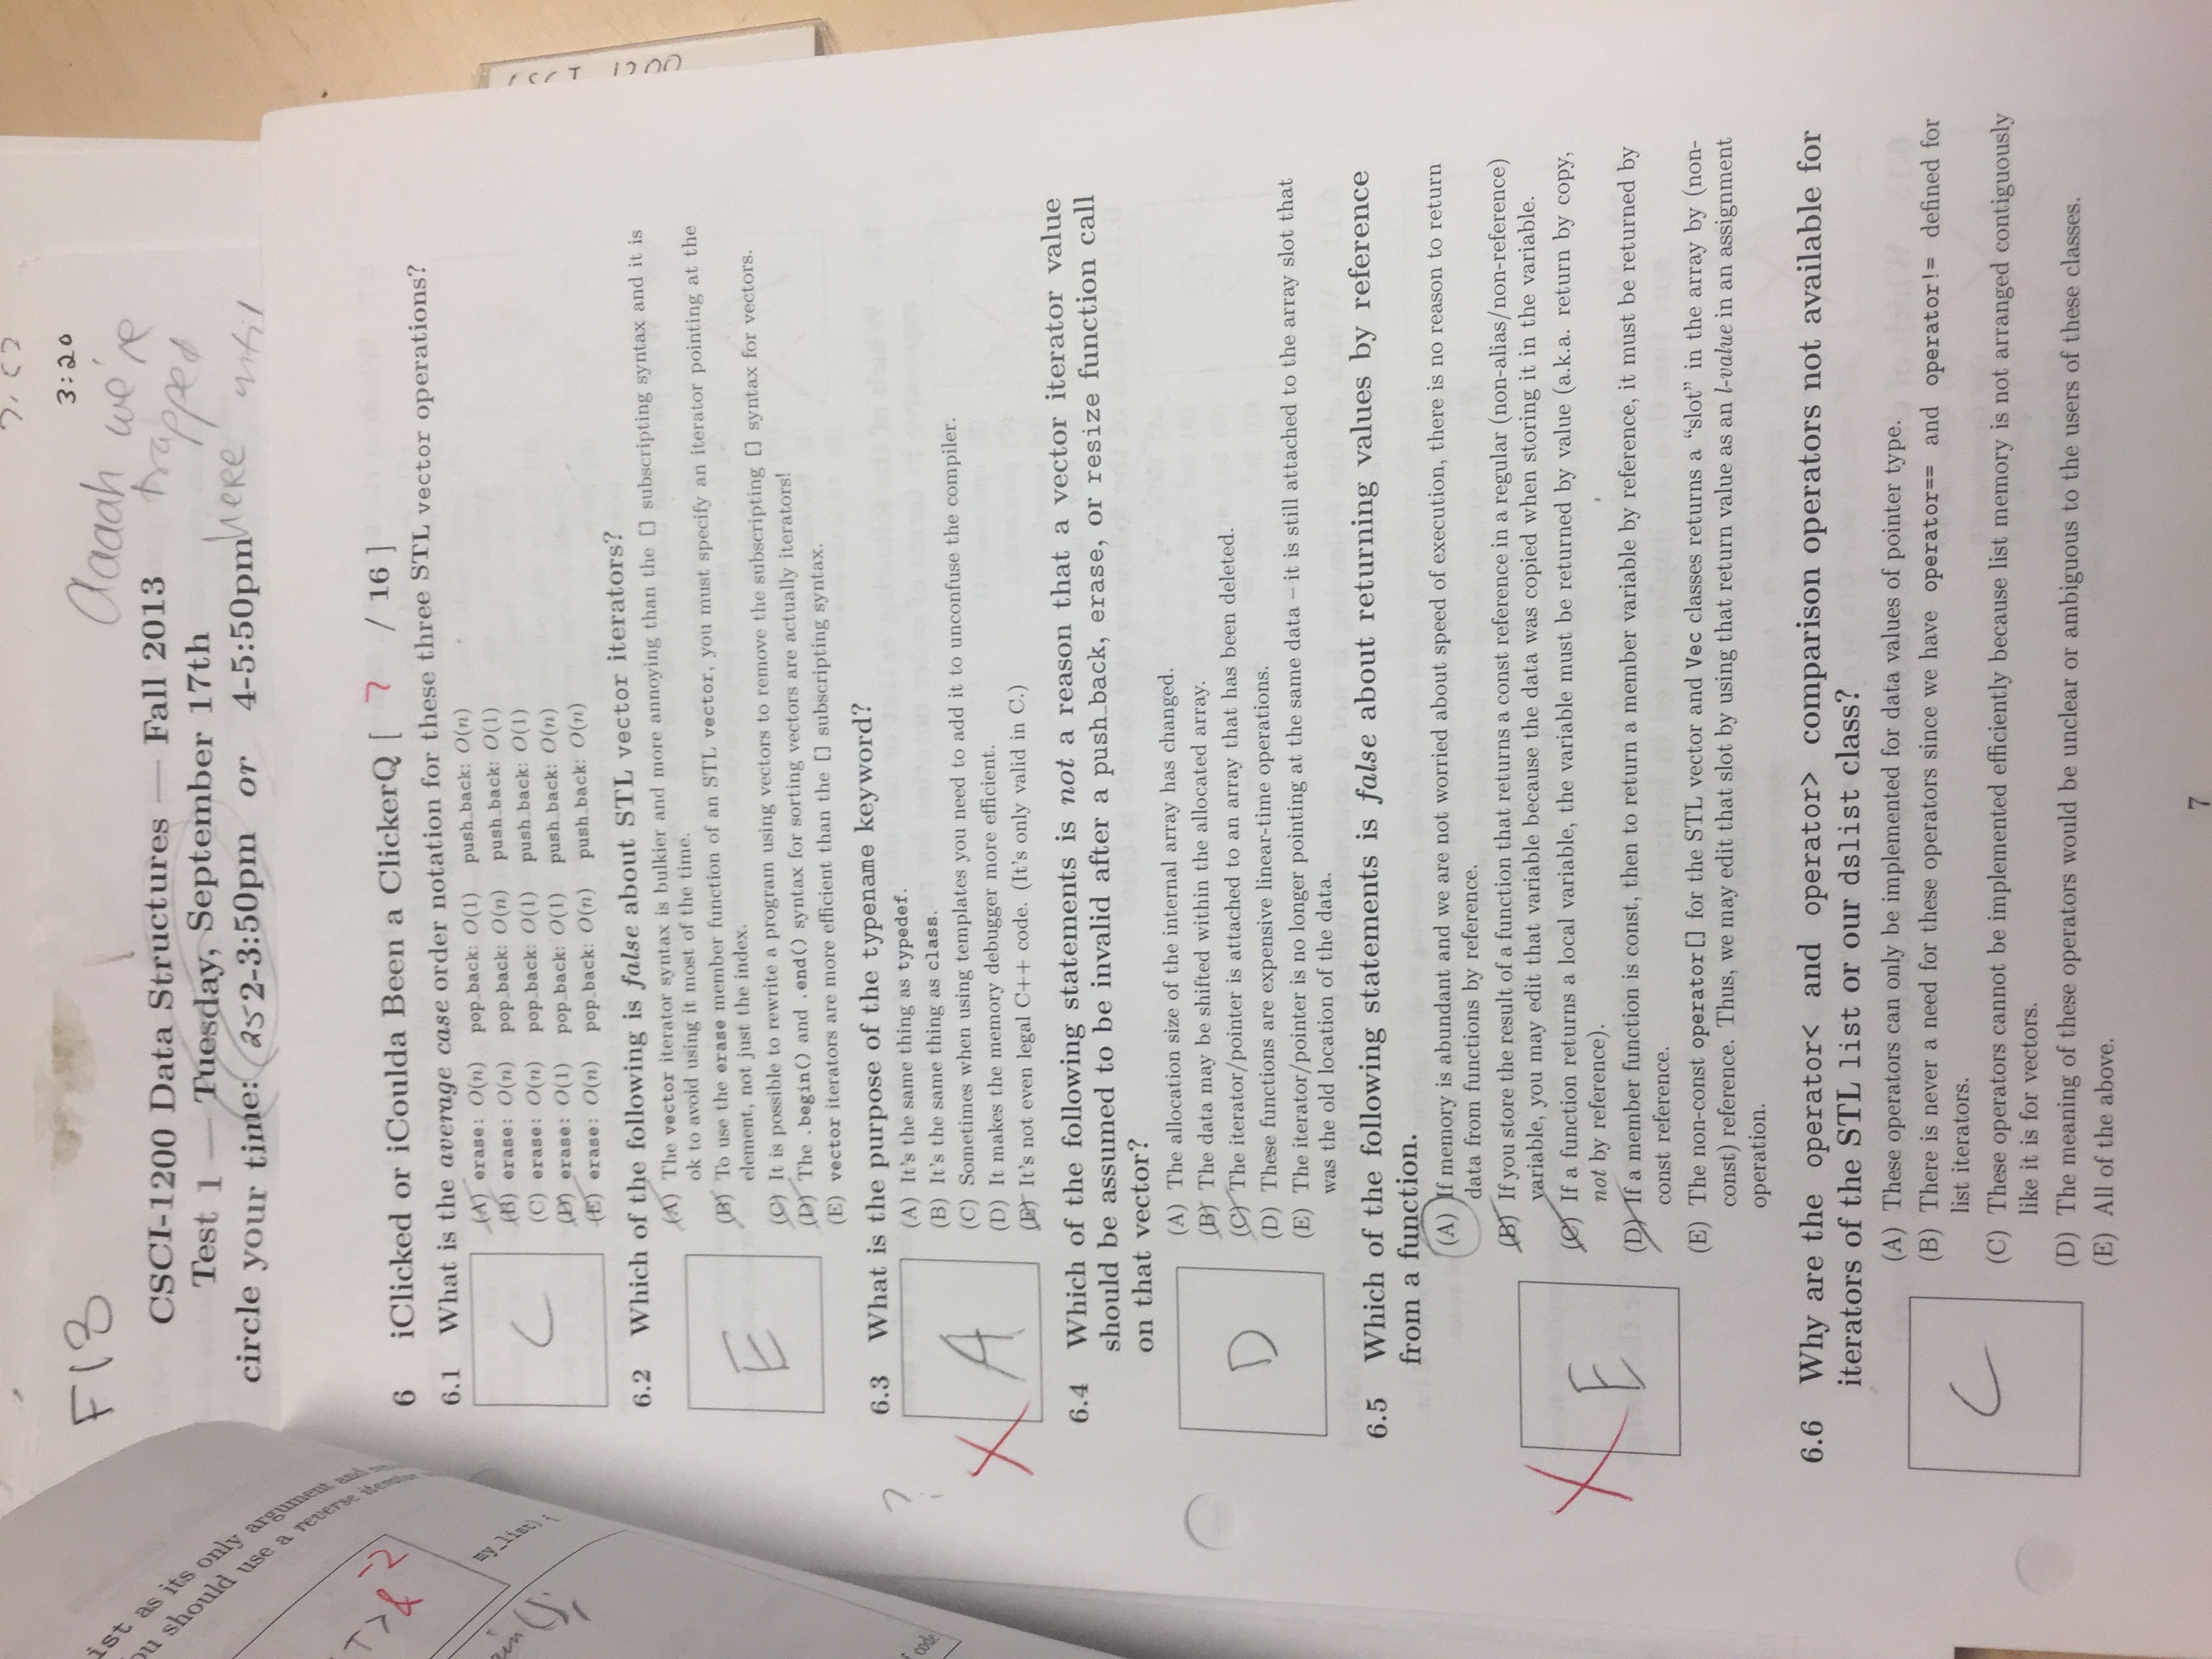 3:20
F13
Aaaah we're
trapped
here until
CSCI-1200 Data Structures — Fall 2013
Test 1 — Tuesday, September 17th
circle your time: 252-3:50pm or 4-5:50pm
ist as its only argument and
ou should use a reverse iterator
T>& -2
my_list) {
ain();
code
6 iClicked or iCoulda Been a ClickerQ [ 7 / 16 ]
6.1 What is the average case order notation for these three STL vector operations?
C
(A) erase: O(n) pop_back: O(1) push_back: O(n)
(B) erase: O(n) pop_back: O(n) push_back: O(1)
(C) erase: O(n) pop_back: O(1) push_back: O(1)
(D) erase: O(1) pop_back: O(1) push_back: O(n)
(E) erase: O(n) pop_back: O(n) push_back: O(n)
6.2 Which of the following is false about STL vector iterators?
E
(A) The vector iterator syntax is bulkier and more annoying than the [] subscripting syntax and it is
ok to avoid using it most of the time.
(B) To use the erase member function of an STL vector, you must specify an iterator pointing at the
element, not just the index.
(C) It is possible to rewrite a program using vectors to remove the subscripting [] syntax for vectors.
(D) The .begin() and .end() syntax for sorting vectors are actually iterators!
(E) vector iterators are more efficient than the [] subscripting syntax.
6.3 What is the purpose of the typename keyword?
?
X A
(A) It's the same thing as typedef.
(B) It's the same thing as class.
(C) Sometimes when using templates you need to add it to unconfuse the compiler.
(D) It makes the memory debugger more efficient.
(E) It's not even legal C++ code. (It's only valid in C.)
6.4 Which of the following statements is not a reason that a vector iterator value
should be assumed to be invalid after a push_back, erase, or resize function call
on that vector?
D
(A) The allocation size of the internal array has changed.
(B) The data may be shifted within the allocated array.
(C) The iterator/pointer is attached to an array that has been deleted.
(D) These functions are expensive linear-time operations.
(E) The iterator/pointer is no longer pointing at the same data – it is still attached to the array slot that
was the old location of the data.
6.5 Which of the following statements is false about returning values by reference
from a function.
X E
(A) If memory is abundant and we are not worried about speed of execution, there is no reason to return
data from functions by reference.
(B) If you store the result of a function that returns a const reference in a regular (non-alias/non-reference)
variable, you may edit that variable because the data was copied when storing it in the variable.
(C) If a function returns a local variable, the variable must be returned by value (a.k.a. return by copy,
not by reference).
(D) If a member function is const, then to return a member variable by reference, it must be returned by
const reference.
(E) The non-const operator[] for the STL vector and Vec classes returns a “slot” in the array by (non-
const) reference. Thus, we may edit that slot by using that return value as an l-value in an assignment
operation.
6.6 Why are the operator< and operator> comparison operators not available for
iterators of the STL list or our dslist class?
C
(A) These operators can only be implemented for data values of pointer type.
(B) There is never a need for these operators since we have operator== and operator!= defined for
list iterators.
(C) These operators cannot be implemented efficiently because list memory is not arranged contiguously
like it is for vectors.
(D) The meaning of these operators would be unclear or ambiguous to the users of these classes.
(E) All of the above.
7